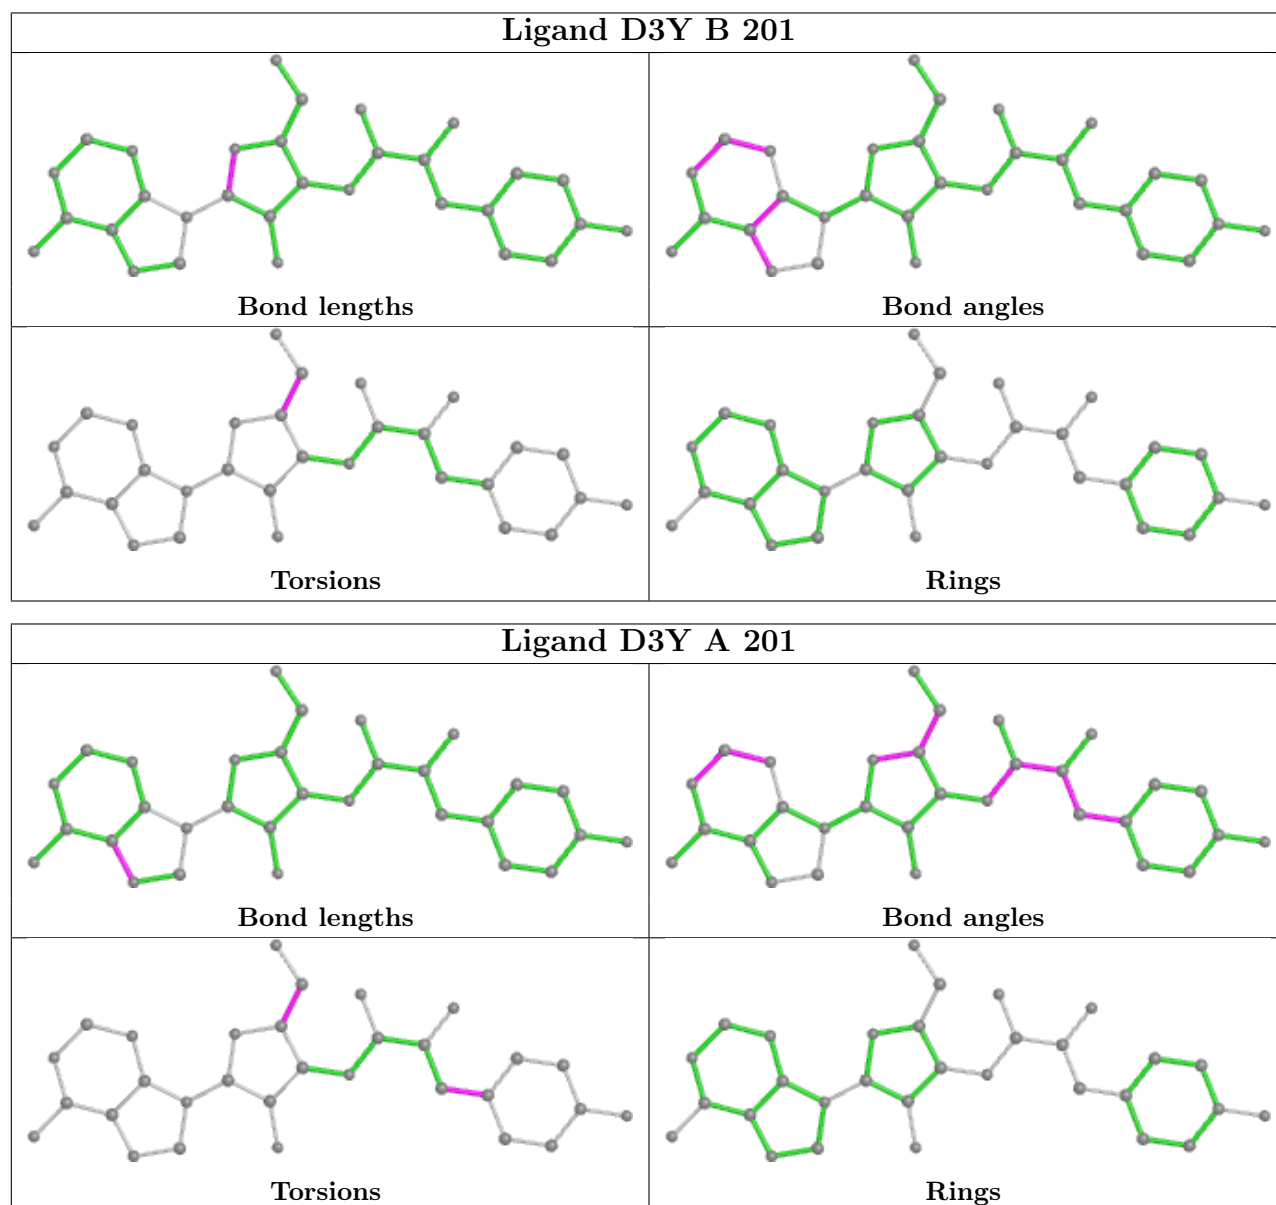 Ligand D3Y B 201
Bond lengths
Bond angles
Torsions
Rings
Ligand D3Y A 201
Bond lengths
Bond angles
Torsions
Rings